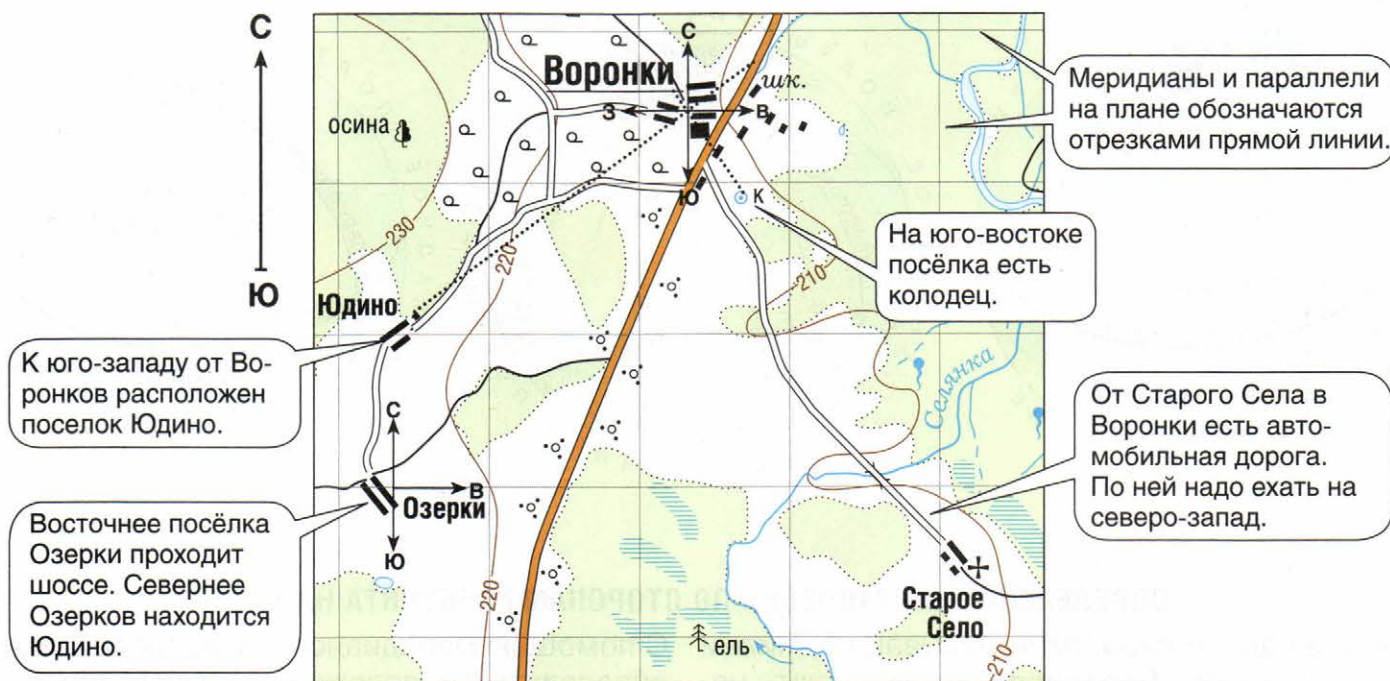 С
Ю
С
З
В
Ю
Воронки
шк.
осина
К
230
220
210
Юдино
Селянка
С
В
Ю
Озерки
220
Старое
Село
ель
210
Меридианы и параллели
на плане обозначаются
отрезками прямой линии.
На юго-востоке
посёлка есть
колодец.
К юго-западу от Во-
ронков расположен
поселок Юдино.
От Старого Села в
Воронки есть авто-
мобильная дорога.
По ней надо ехать на
северо-запад.
Восточнее посёлка
Озерки проходит
шоссе. Севернее
Озерков находится
Юдино.